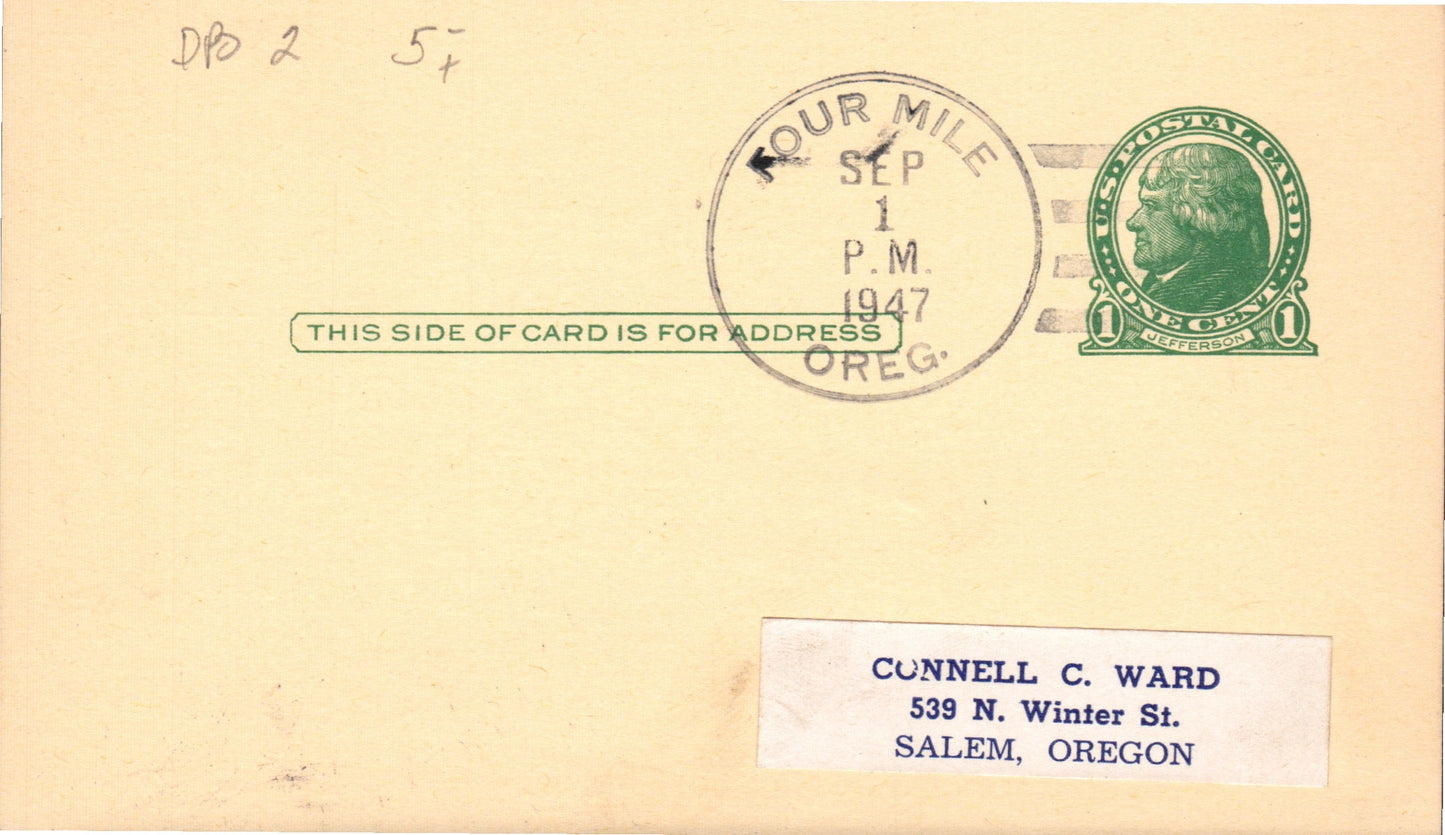 DPO 2 5-+
FOUR MILE
SEP
1
P.M.
1947
OREG.
U.S. POSTAL CARD
ONE CENT
1 JEFFERSON 1
THIS SIDE OF CARD IS FOR ADDRESS
CONNELL C. WARD
539 N. Winter St.
SALEM, OREGON